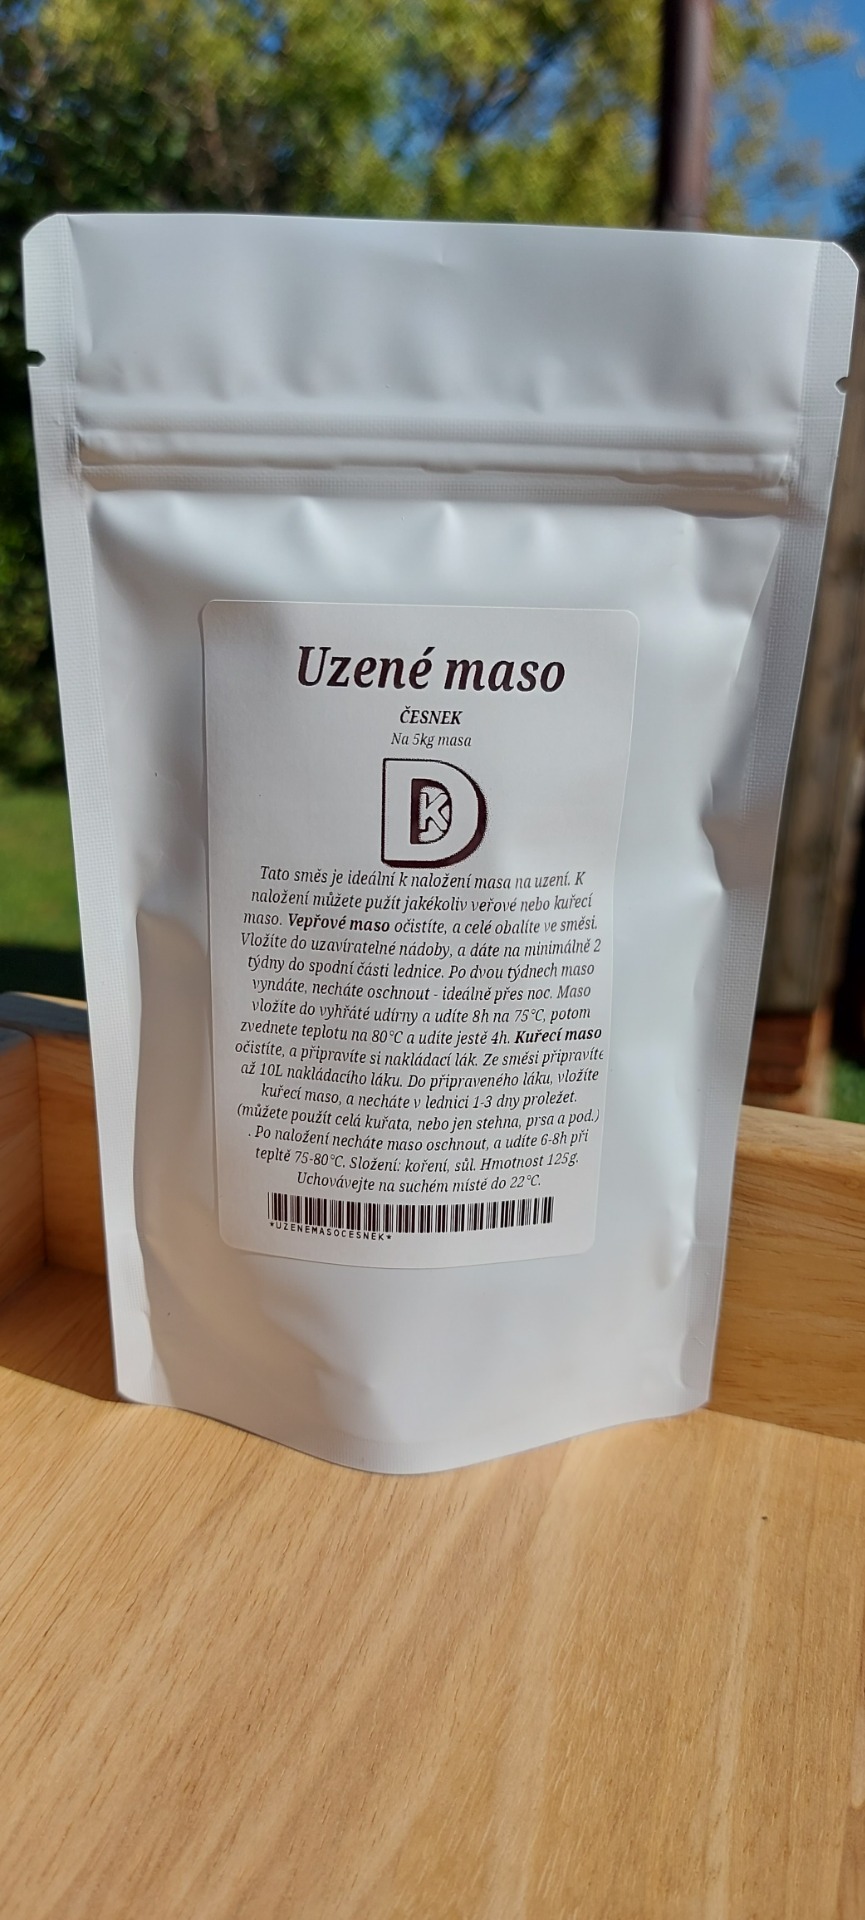 Uzené maso
ČESNEK
Na 5kg masa
DK
Tato směs je ideální k naložení masa na uzení. K
naložení můžete pužít jakékoliv veřové nebo kuřecí
maso. Vepřové maso očistíte, a celé obalíte ve směsi.
Vložíte do uzavíratelné nádoby, a dáte na minimálně 2
týdny do spodní části lednice. Po dvou týdnech maso
vyndáte, necháte oschnout - ideálně přes noc. Maso
vložíte do vyhřáté udírny a udíte 8h na 75°C, potom
zvednete teplotu na 80°C a udíte jestě 4h. Kuřecí maso
očistíte, a připravíte si nakládací lák. Ze směsi připravíte
až 10L nakládacího láku. Do připraveného láku, vložíte
kuřecí maso, a necháte v lednici 1-3 dny proležet.
(můžete použít celá kuřata, nebo jen stehna, prsa a pod.)
. Po naložení necháte maso oschnout, a udíte 6-8h při
tepltě 75-80°C. Složení: koření, sůl. Hmotnost 125g.
Uchovávejte na suchém místě do 22°C.
*UZENEMASOCESNEK*